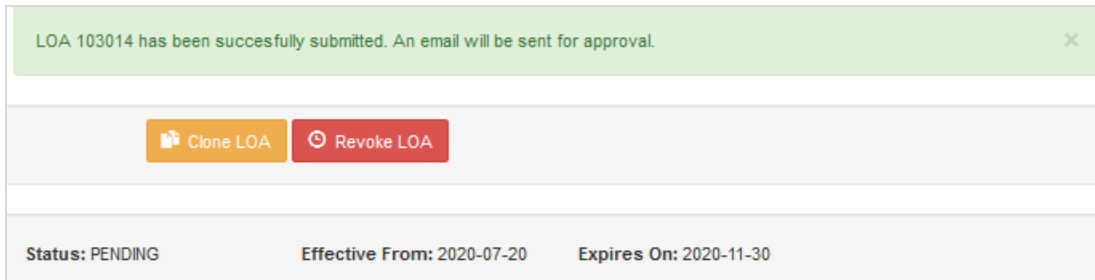 LOA 103014 has been succesfully submitted. An email will be sent for approval. ×
Clone LOA Revoke LOA
Status: PENDING Effective From: 2020-07-20 Expires On: 2020-11-30